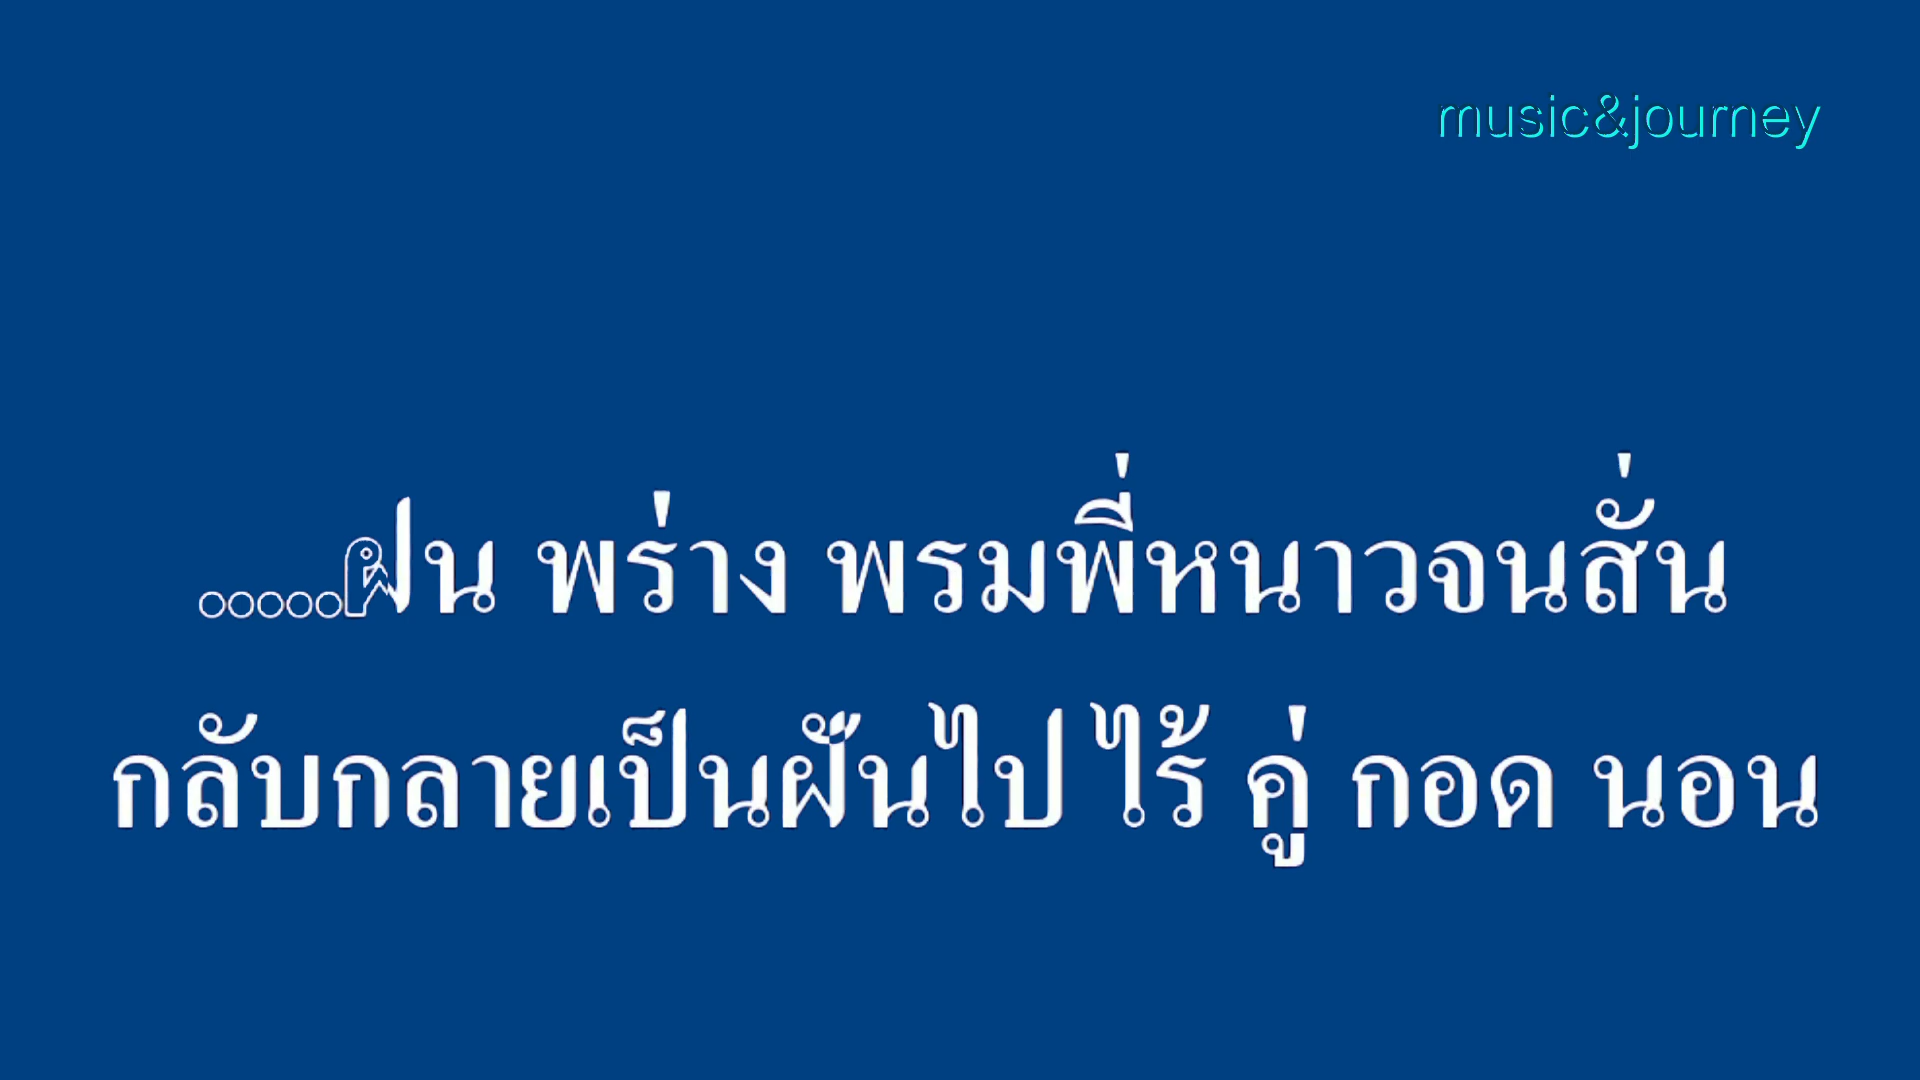 music&journey
.....ฝน พร่าง พรมพี่หนาวจนสั่น
กลับกลายเป็นฝันไป ไร้ คู่ กอด นอน